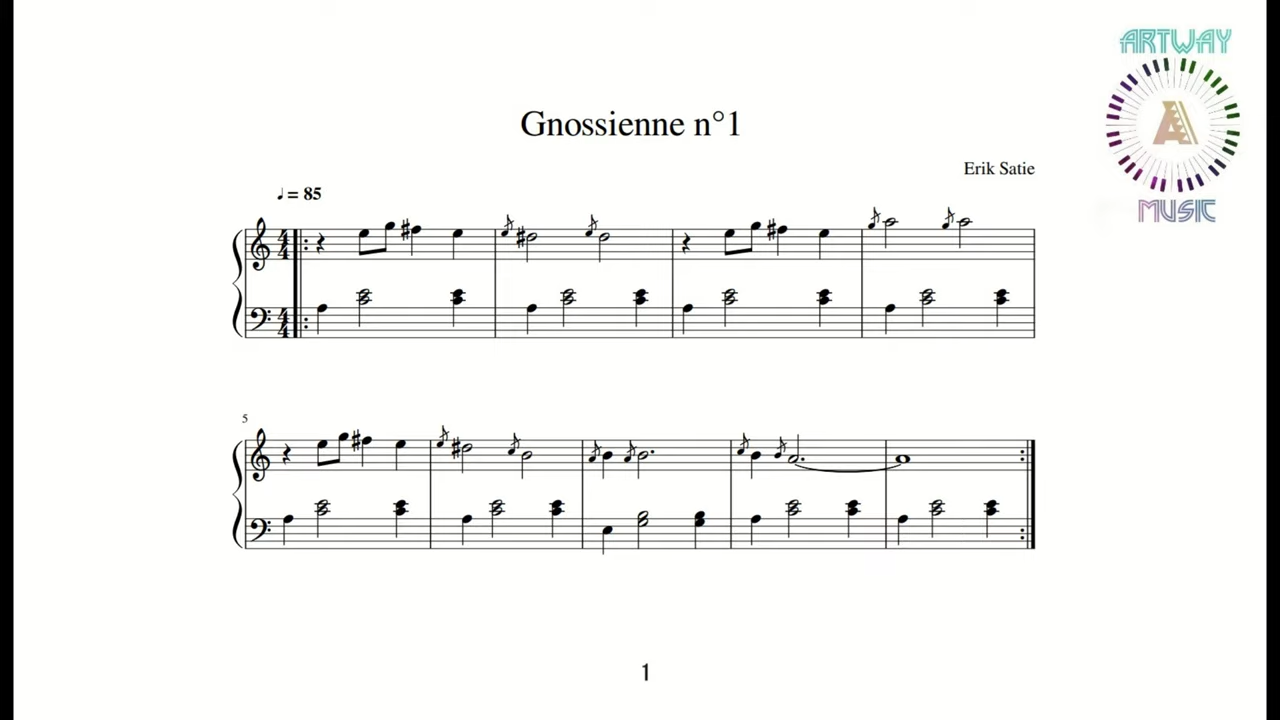 ARTWAY
A
MUSIC
Gnossienne n°1
Erik Satie
♩ = 85
5
1